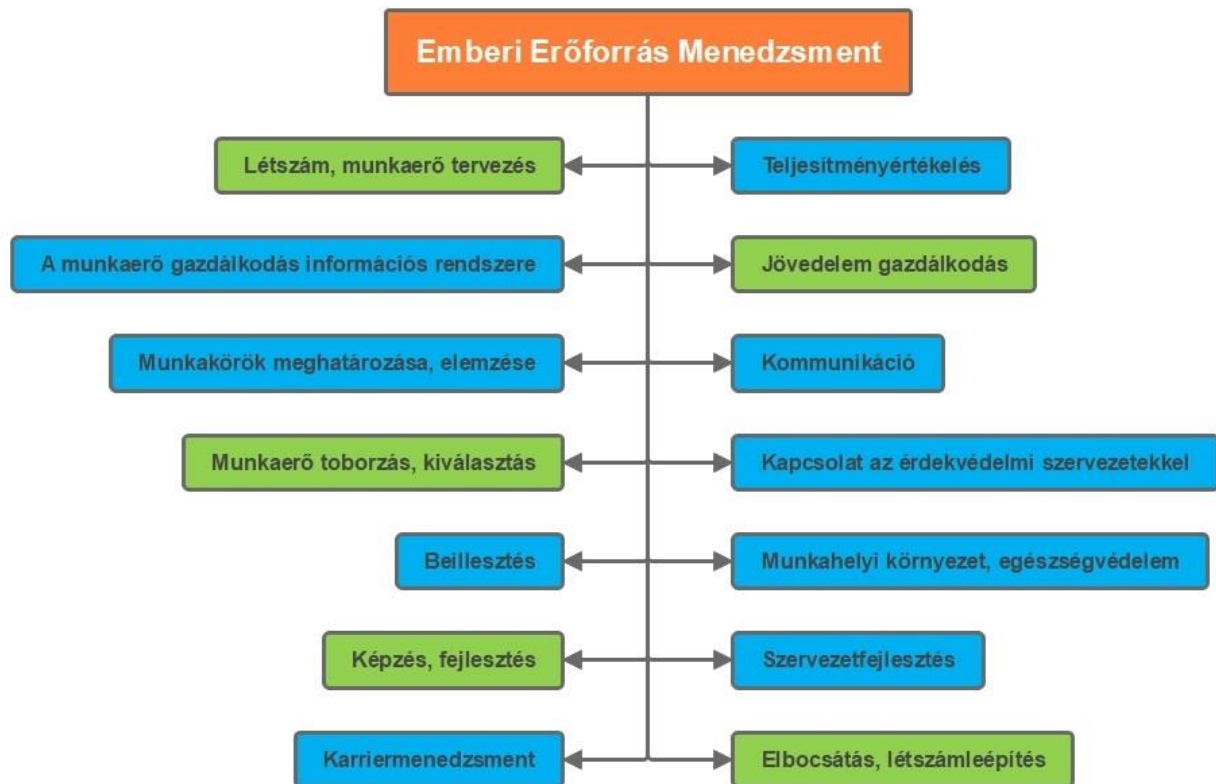 Emberi Erőforrás Menedzsment
Létszám, munkaerő tervezés
Teljesítményértékelés
A munkaerő gazdálkodás információs rendszere
Jövedelem gazdálkodás
Munkakörök meghatározása, elemzése
Kommunikáció
Munkaerő toborzás, kiválasztás
Kapcsolat az érdekvédelmi szervezetekkel
Beillesztés
Munkahelyi környezet, egészségvédelem
Képzés, fejlesztés
Szervezetfejlesztés
Karriermenedzsment
Elbocsátás, létszámleépítés